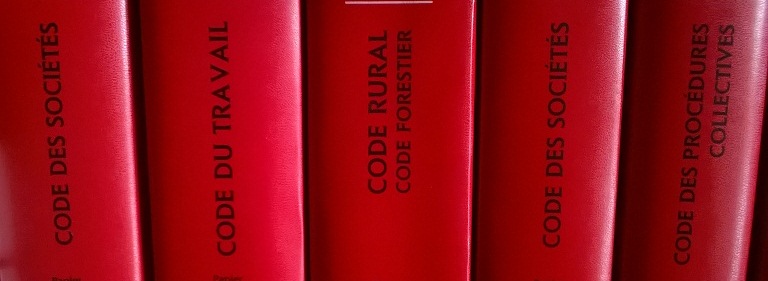 CODE DES SOCIÉTÉS
CODE DU TRAVAIL
CODE RURAL
CODE FORESTIER
CODE DES SOCIÉTÉS
CODE DES PROCÉDURES
COLLECTIVES